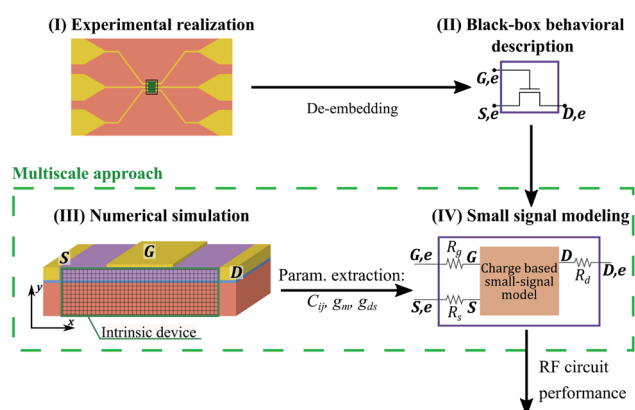 (I) Experimental realization
(II) Black-box behavioral
description
G,e
S,e
D,e
De-embedding
Multiscale approach
(III) Numerical simulation
S
G
D
y
x
Intrinsic device
Param. extraction:
C_ij, g_m, g_ds
(IV) Small signal modeling
G,e
R_g
G
S,e
R_s
S
Charge based
small-signal
model
D
R_d
D,e
RF circuit
performance